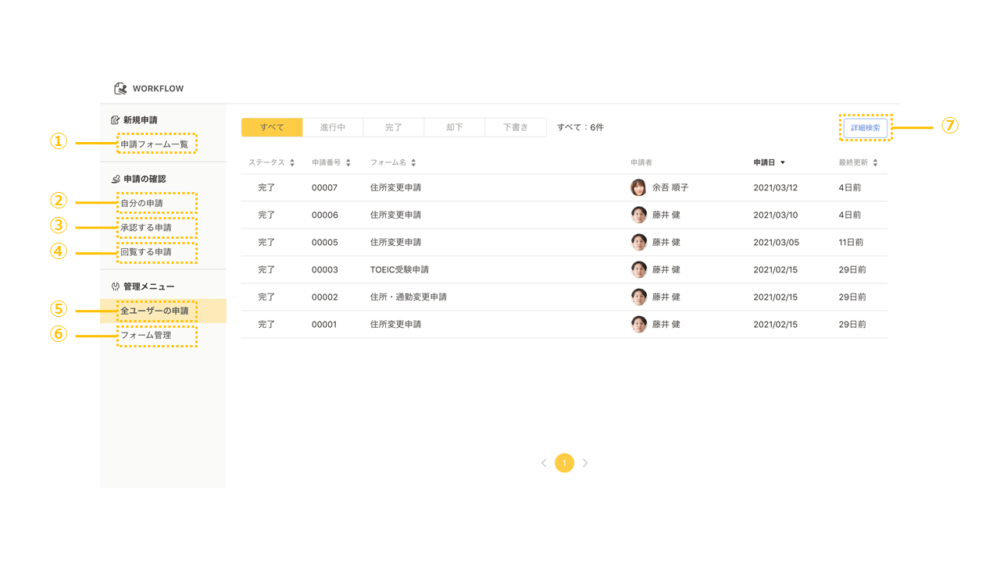 WORKFLOW
新規申請
① 申請フォーム一覧
申請の確認
② 自分の申請
③ 承認する申請
④ 回覧する申請
管理メニュー
⑤ 全ユーザーの申請
⑥ フォーム管理
すべて 進行中 完了 却下 下書き すべて：6件 詳細検索 ⑦
ステータス 申請番号 フォーム名 申請者 申請日 最終更新
完了 00007 住所変更申請 余吾 順子 2021/03/12 4日前
完了 00006 住所変更申請 藤井 健 2021/03/10 4日前
完了 00005 住所変更申請 藤井 健 2021/03/05 11日前
完了 00003 TOEIC受験申請 藤井 健 2021/02/15 29日前
完了 00002 住所・通勤変更申請 藤井 健 2021/02/15 29日前
完了 00001 住所変更申請 藤井 健 2021/02/15 29日前
1